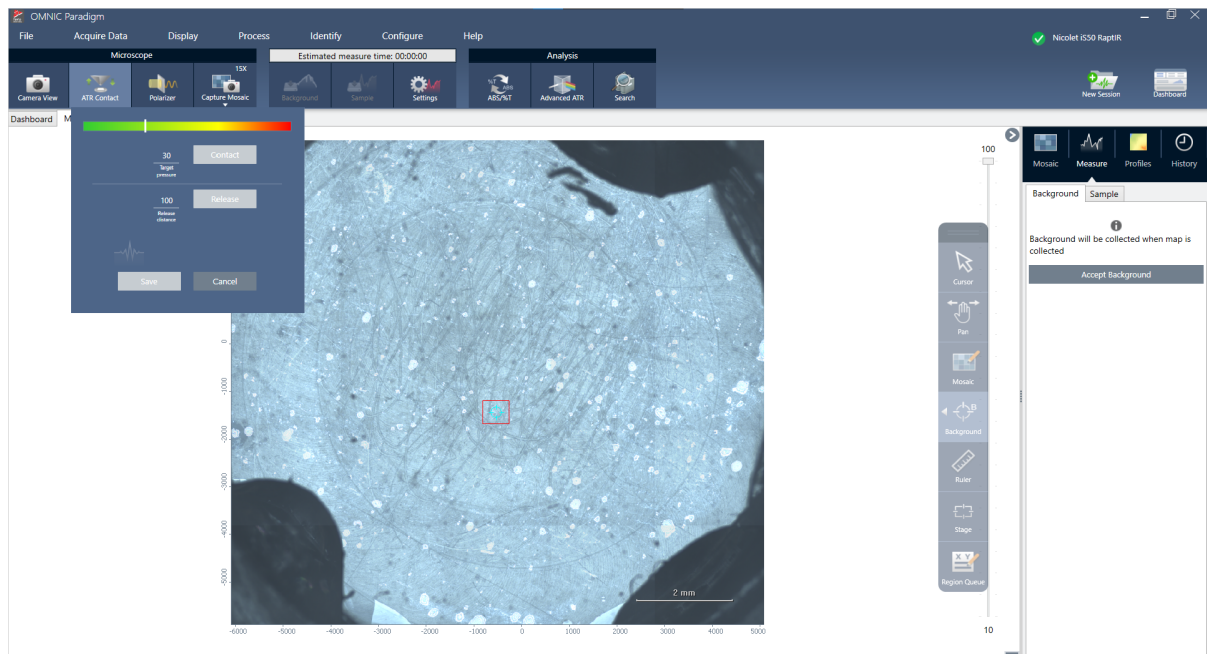 OMNIC Paradigm
File Acquire Data Display Process Identify Configure Help
Nicolet iS50 RaptIR
Microscope
Estimated measure time: 00:00:00
Analysis
15X
Camera View
ATR Contact
Polarizer
Capture Mosaic
Background
Sample
Settings
%T
ABS
ABS/%T
Advanced ATR
Search
New Session
Dashboard
Dashboard M
30
Target
pressure
Contact
100
Release
distance
Release
Save
Cancel
0
-1000
-2000
-3000
-4000
-5000
-6000 -5000 -4000 -3000 -2000 -1000 0 1000 2000 3000 4000 5000
2 mm
100
10
Cursor
Pan
Mosaic
B
Background
Ruler
Stage
X Y
Region Queue
Mosaic
Measure
Profiles
History
Background Sample
Background will be collected when map is
collected
Accept Background